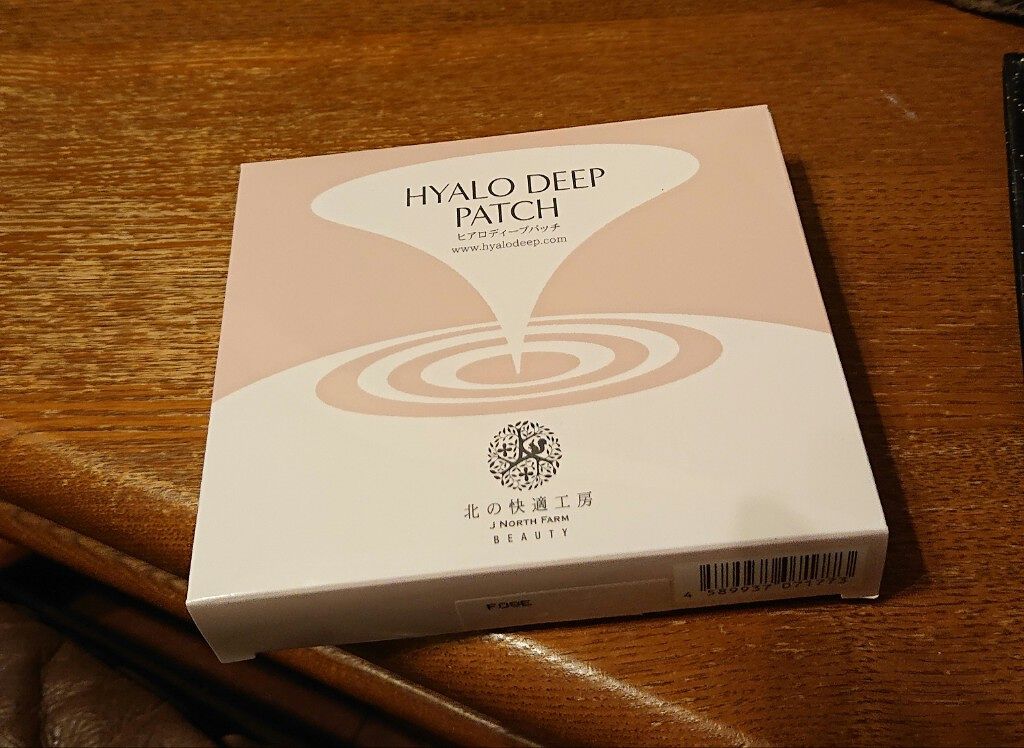 HYALO DEEP
PATCH
ヒアロディープパッチ
www.hyalodeep.com
北の快適工房
J NORTH FARM
BEAUTY